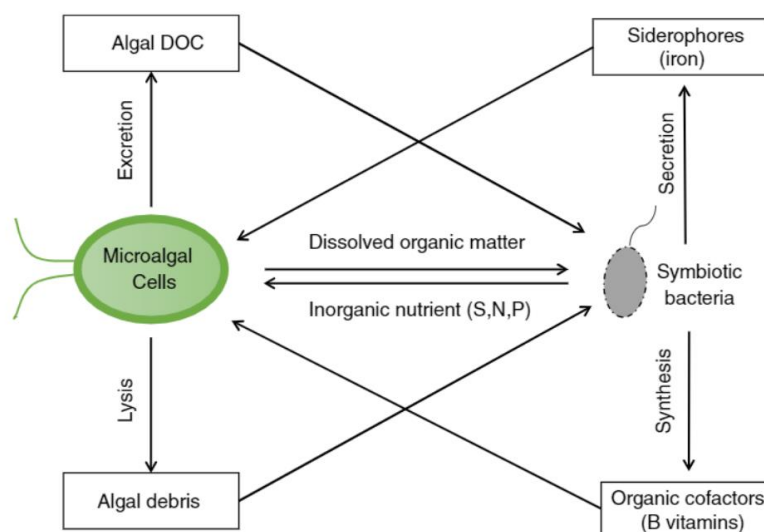 Algal DOC
Siderophores
(iron)
Excretion
Secretion
Microalgal
Cells
Dissolved organic matter
Inorganic nutrient (S,N,P)
Symbiotic
bacteria
Lysis
Synthesis
Algal debris
Organic cofactors
(B vitamins)